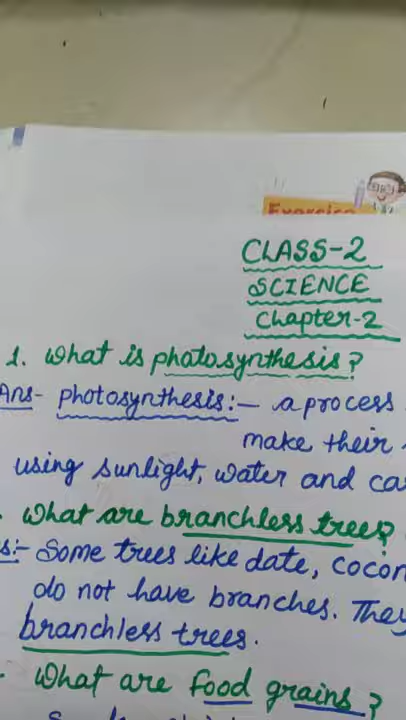 Exercise
CLASS-2
SCIENCE
Chapter-2
1. What is photosynthesis?
Ans- photosynthesis:- a process
make their
using sunlight, water and
What are branchless trees?
Some trees like date,
do not have branches. They
branchless trees.
What are food grains?